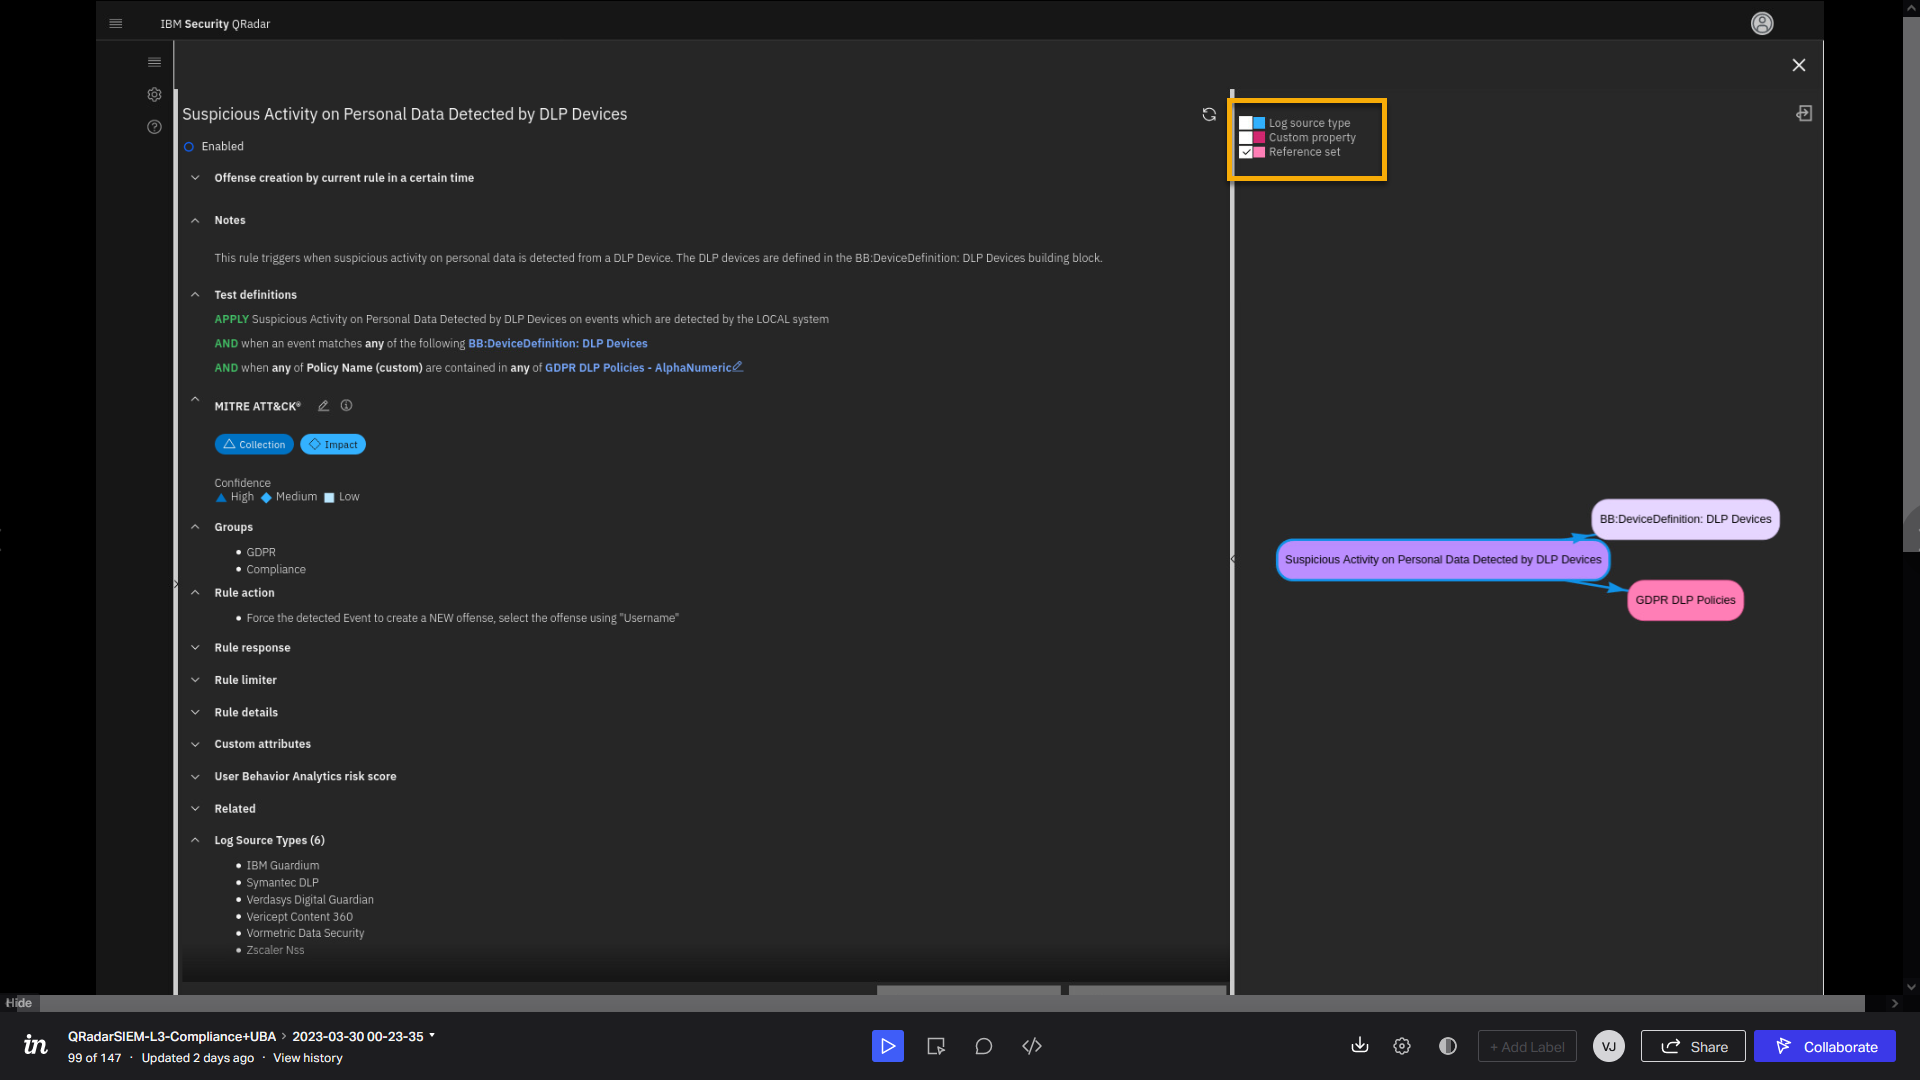 IBM Security QRadar
Suspicious Activity on Personal Data Detected by DLP Devices
Enabled
Offense creation by current rule in a certain time
Notes
This rule triggers when suspicious activity on personal data is detected from a DLP Device. The DLP devices are defined in the BB:DeviceDefinition: DLP Devices building block.
Test definitions
APPLY Suspicious Activity on Personal Data Detected by DLP Devices on events which are detected by the LOCAL system
AND when an event matches any of the following BB:DeviceDefinition: DLP Devices
AND when any of Policy Name (custom) are contained in any of GDPR DLP Policies - AlphaNumeric
MITRE ATT&CK®
Collection Impact
Confidence
High Medium Low
Groups
• GDPR
• Compliance
Rule action
• Force the detected Event to create a NEW offense, select the offense using "Username"
Rule response
Rule limiter
Rule details
Custom attributes
User Behavior Analytics risk score
Related
Log Source Types (6)
• IBM Guardium
• Symantec DLP
• Verdasys Digital Guardian
• Vericept Content 360
• Vormetric Data Security
• Zscaler Nss
Log source type
Custom property
Reference set
BB:DeviceDefinition: DLP Devices
Suspicious Activity on Personal Data Detected by DLP Devices
GDPR DLP Policies
Hide
in
QRadarSIEM-L3-Compliance+UBA > 2023-03-30 00-23-35
99 of 147 · Updated 2 days ago · View history
+ Add Label
VJ
Share
Collaborate